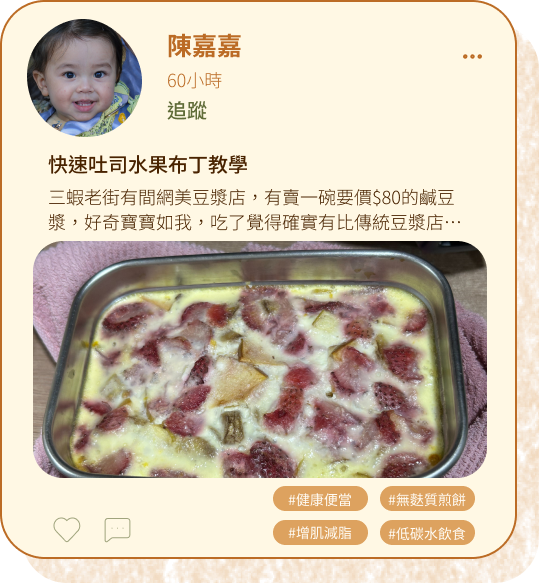 陳嘉嘉
60小時
追蹤
快速吐司水果布丁教學
三蝦老街有間網美豆漿店，有賣一碗要價$80的鹹豆
漿，好奇寶寶如我，吃了覺得確實有比傳統豆漿店…
#健康便當 #無麩質煎餅
#增肌減脂 #低碳水飲食